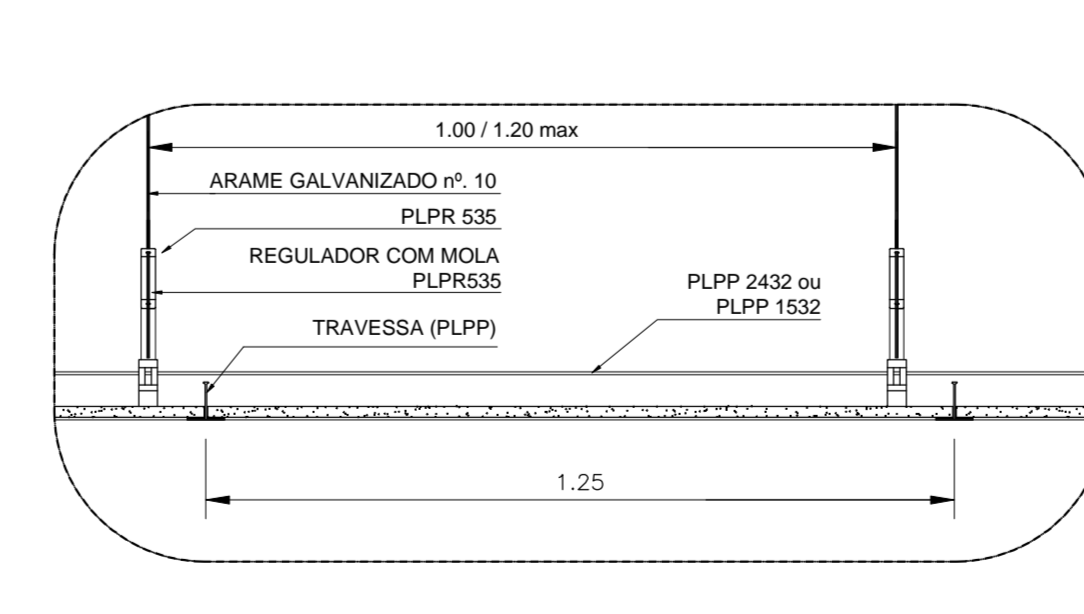 1.00 / 1.20 max
ARAME GALVANIZADO nº. 10
PLPR 535
REGULADOR COM MOLA
PLPR535
PLPP 2432 ou
PLPP 1532
TRAVESSA (PLPP)
1.25